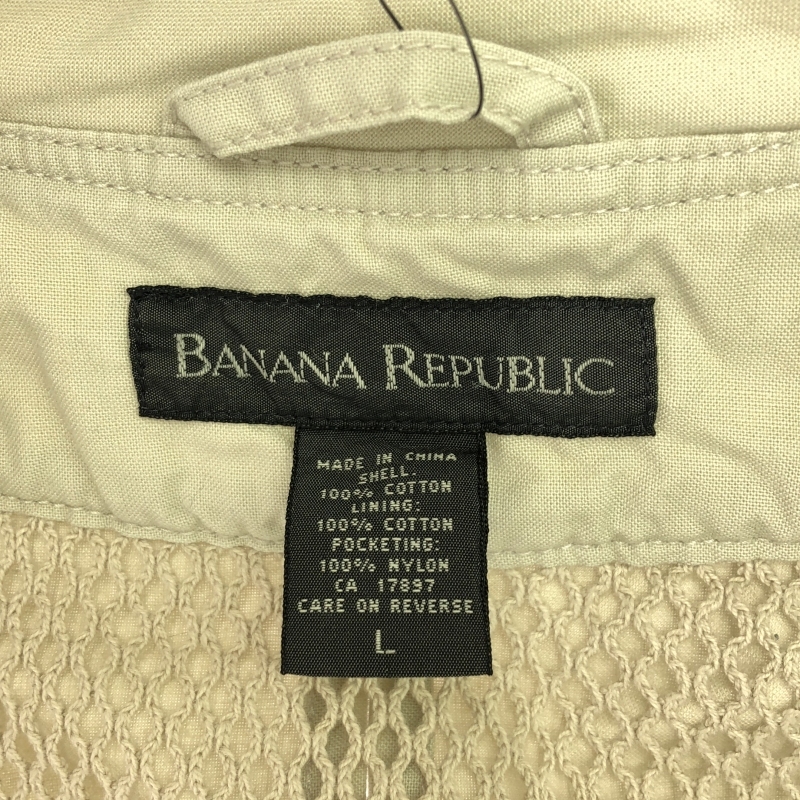 BANANA REPUBLIC
MADE IN CHINA
SHELL:
100% COTTON
LINING:
100% COTTON
POCKETING:
100% NYLON
CA 17897
CARE ON REVERSE
L